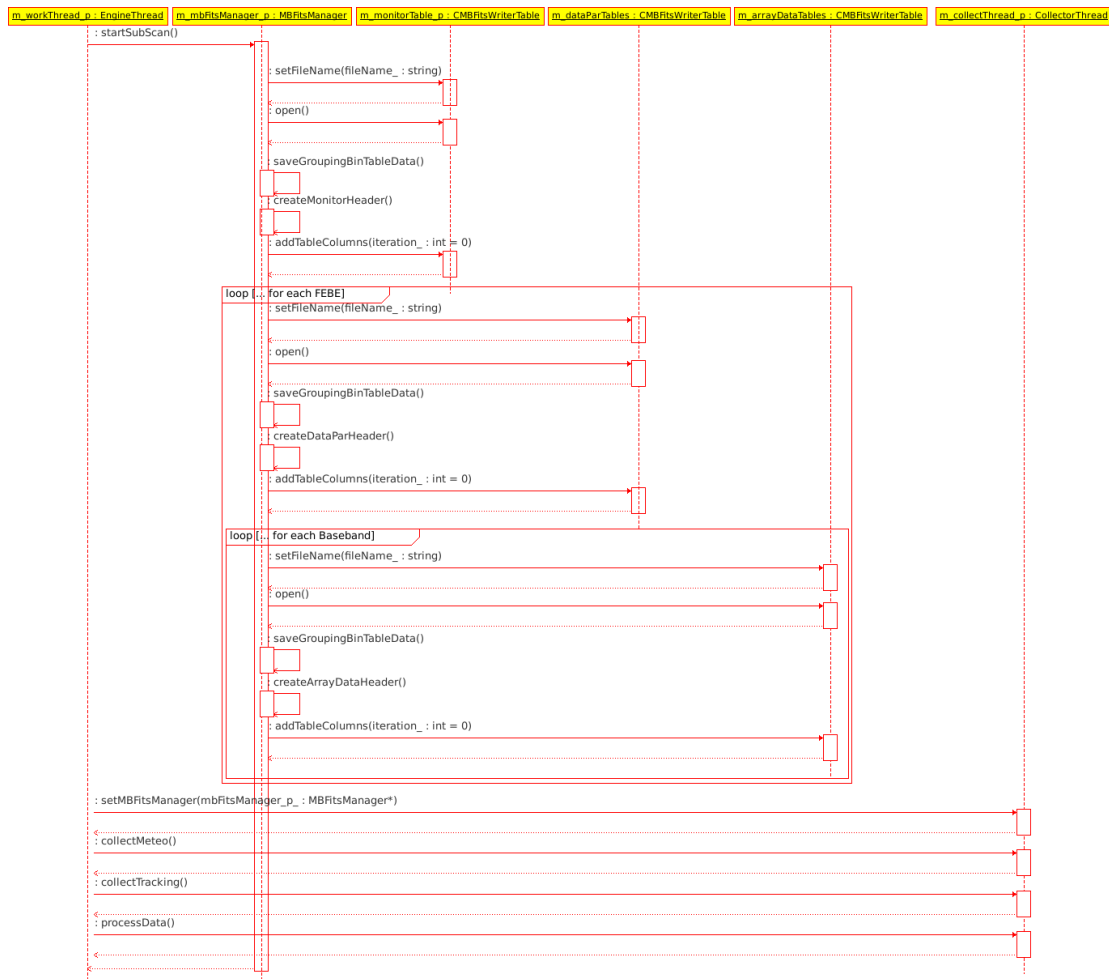 m_workThread_p : EngineThread
m_mbFitsManager_p : MBFitsManager
m_monitorTable_p : CMBFitsWriterTable
m_dataParTables : CMBFitsWriterTable
m_arrayDataTables : CMBFitsWriterTable
m_collectThread_p : CollectorThread
: startSubScan()
: setFileName(fileName_ : string)
: open()
: saveGroupingBinTableData()
: createMonitorHeader()
: addTableColumns(iteration_ : int = 0)
loop [... for each FEBE]
: setFileName(fileName_ : string)
: open()
: saveGroupingBinTableData()
: createDataParHeader()
: addTableColumns(iteration_ : int = 0)
loop [... for each Baseband]
: setFileName(fileName_ : string)
: open()
: saveGroupingBinTableData()
: createArrayDataHeader()
: addTableColumns(iteration_ : int = 0)
: setMBFitsManager(mbFitsManager_p_ : MBFitsManager*)
: collectMeteo()
: collectTracking()
: processData()